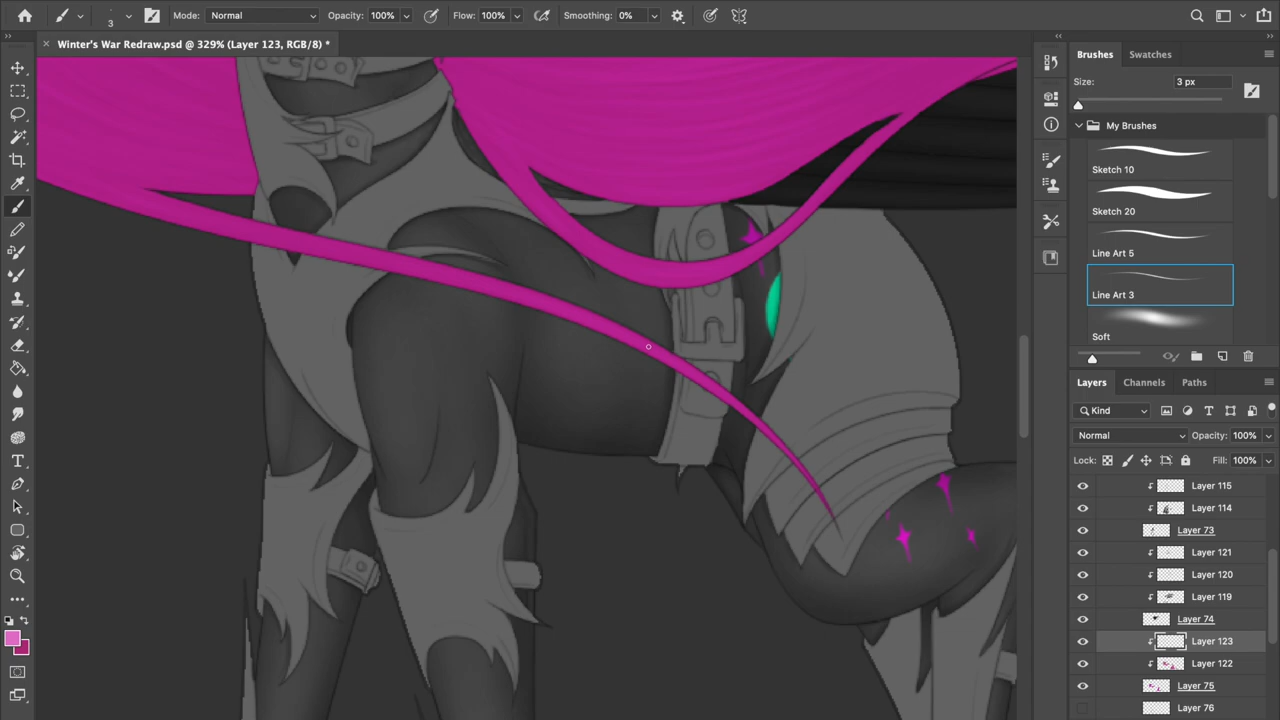 3
Mode: Normal Opacity: 100% Flow: 100% Smoothing: 0%
× Winter's War Redraw.psd @ 329% (Layer 123, RGB/8) *
Brushes Swatches
Size: 3 px
My Brushes
Sketch 10
Sketch 20
Line Art 5
Line Art 3
Soft
Layers Channels Paths
Kind
Normal Opacity: 100%
Lock: Fill: 100%
Layer 115
Layer 114
Layer 73
Layer 121
Layer 120
Layer 119
Layer 74
Layer 123
Layer 122
Layer 75
Layer 76